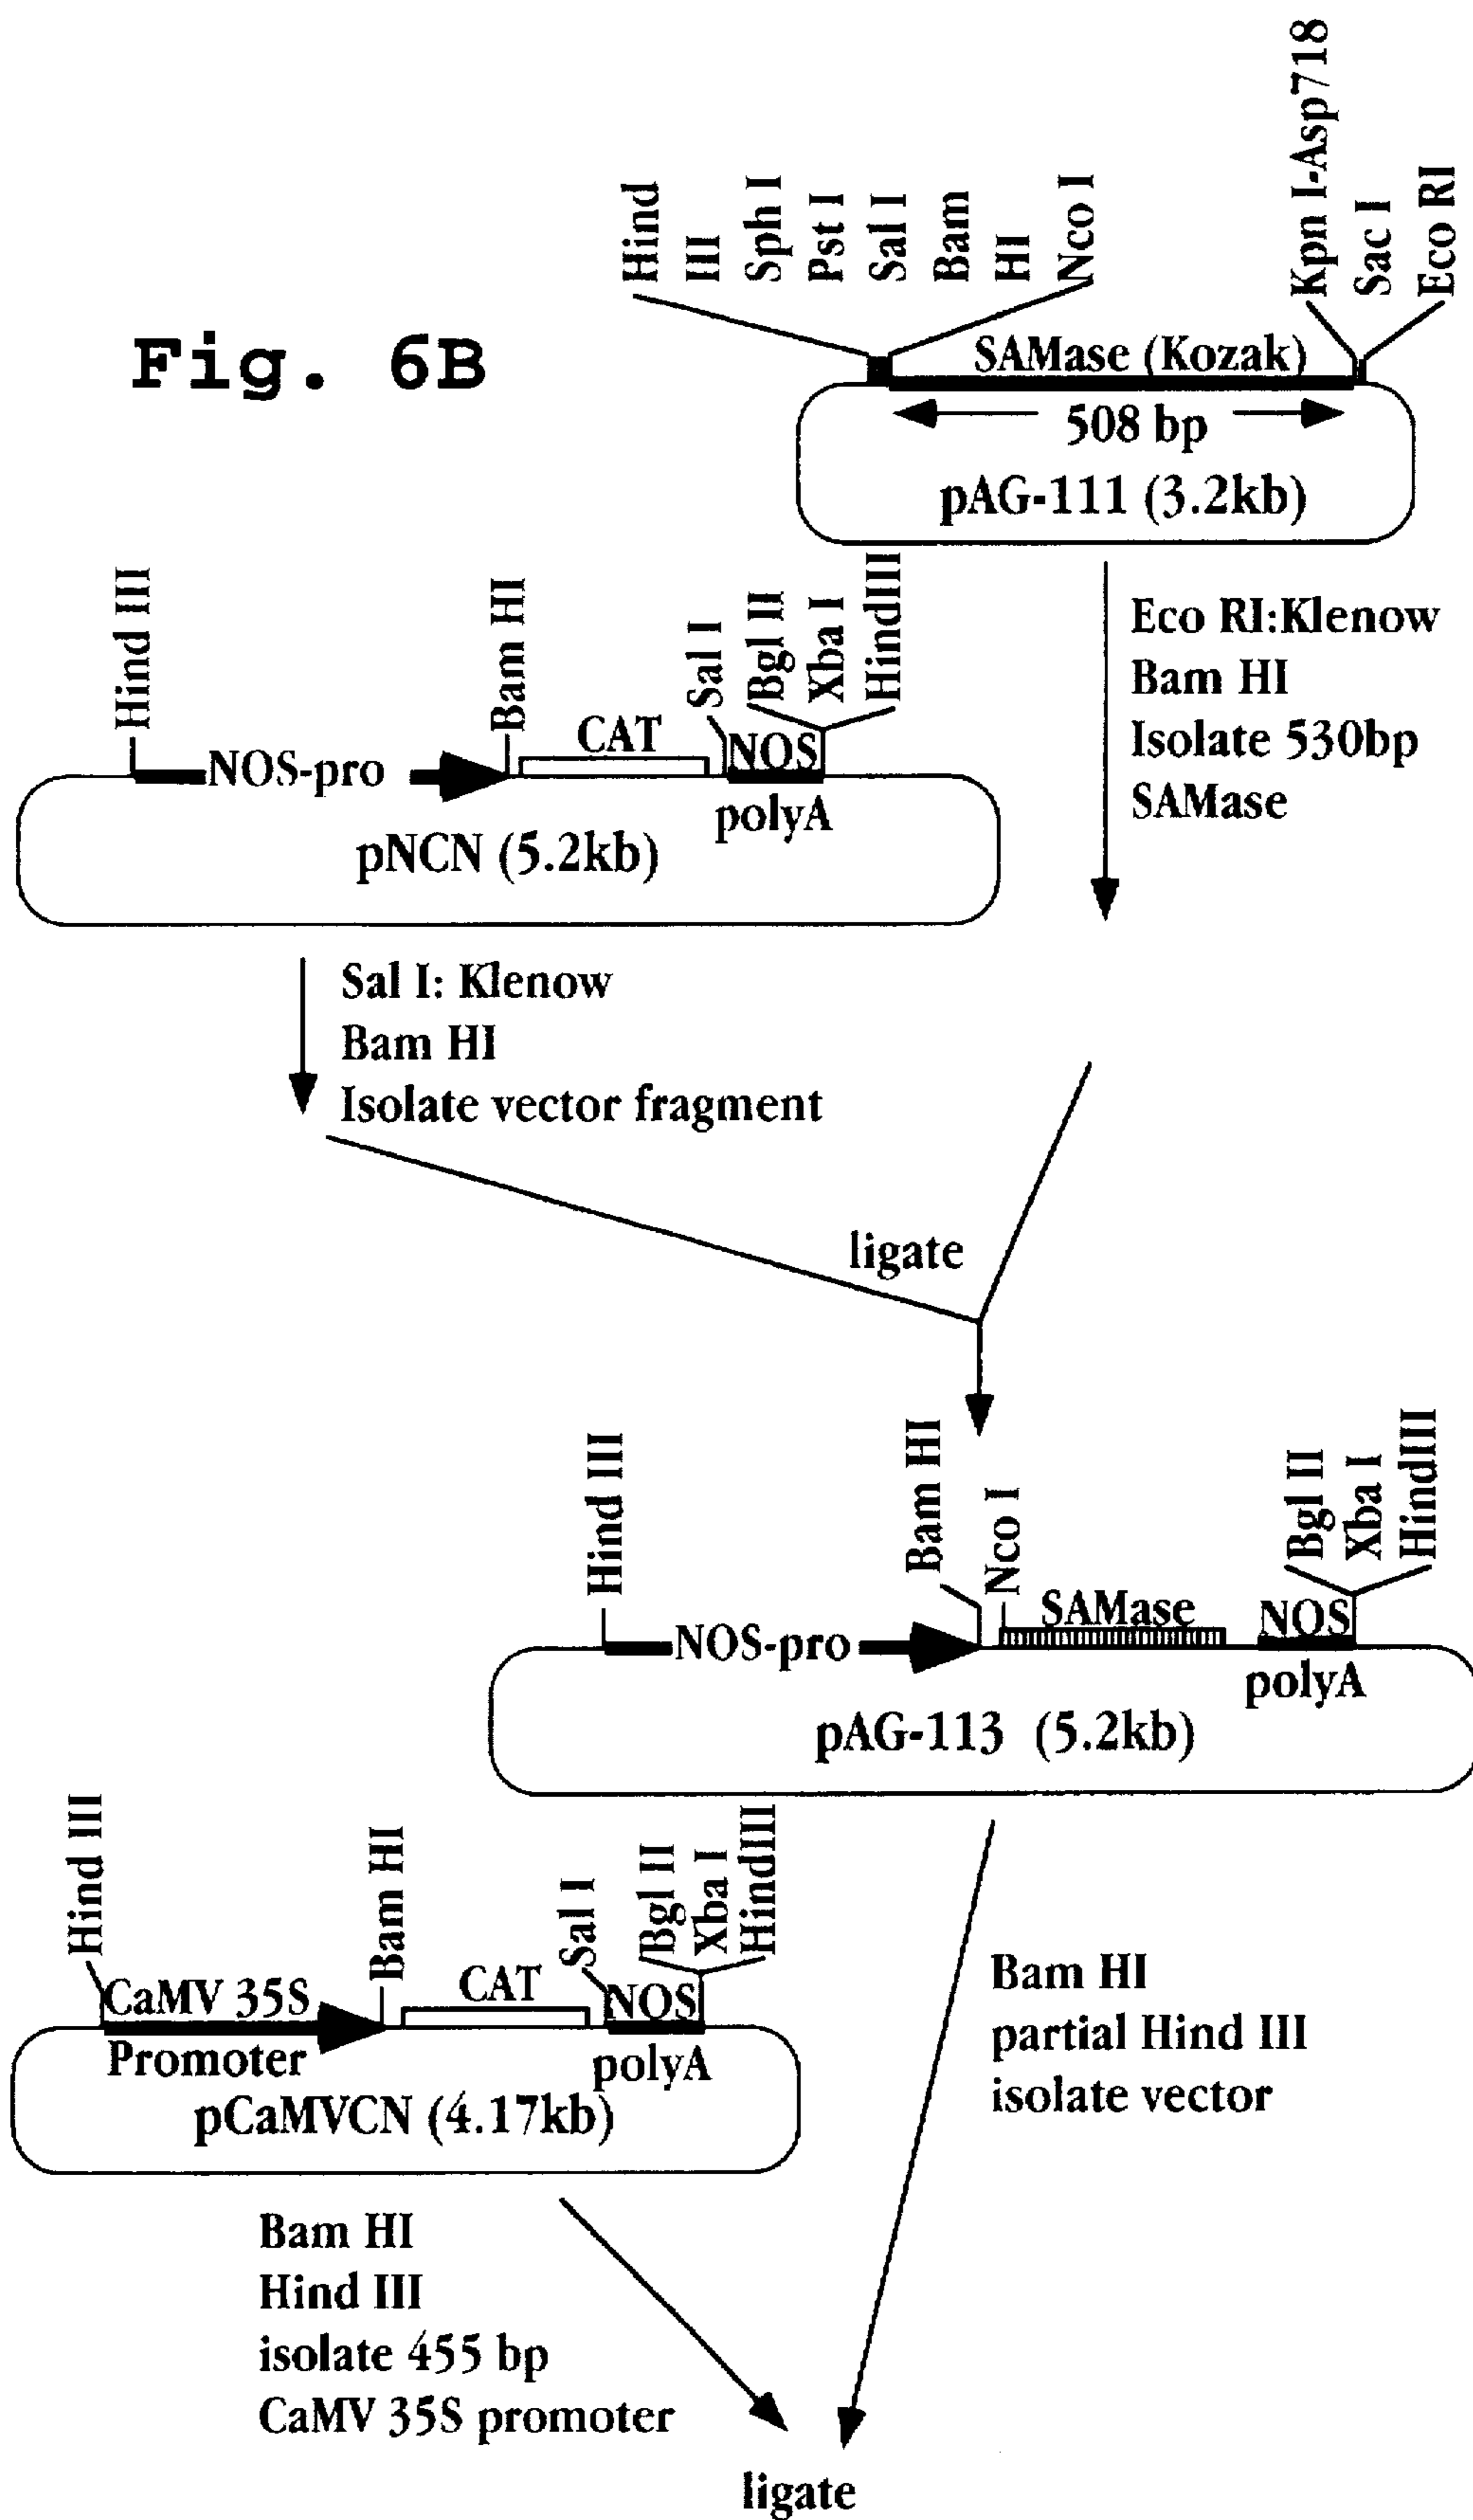 Fig. 6B
Hind
III
Sph I
Pst I
Sal I
Bam
HI
Nco I
Kpn I-Asp718
Sac I
Eco RI
SAMase (Kozak)
508 bp
pAG-111 (3.2kb)
Eco RI:Klenow
Bam HI
Isolate 530bp
SAMase
Hind III
Bam HI
Sal I
Bgl II
Xba I
HindIII
NOS-pro
CAT
NOS
polyA
pNCN (5.2kb)
Sal I: Klenow
Bam HI
Isolate vector fragment
ligate
Hind III
Bam HI
Nco I
Bgl II
Xba I
HindIII
NOS-pro
SAMase
NOS
polyA
pAG-113 (5.2kb)
Hind III
Bam HI
Sal I
Bgl II
Xba I
HindIII
CaMV 35S
Promoter
CAT
NOS
polyA
pCaMVCN (4.17kb)
Bam HI
partial Hind III
isolate vector
Bam HI
Hind III
isolate 455 bp
CaMV 35S promoter
ligate